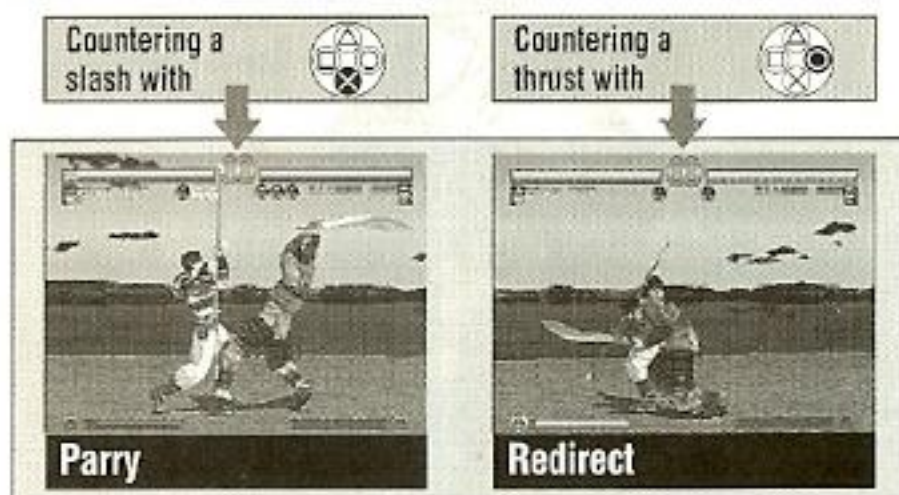 Countering a
slash with
Countering a
thrust with
Parry
Redirect